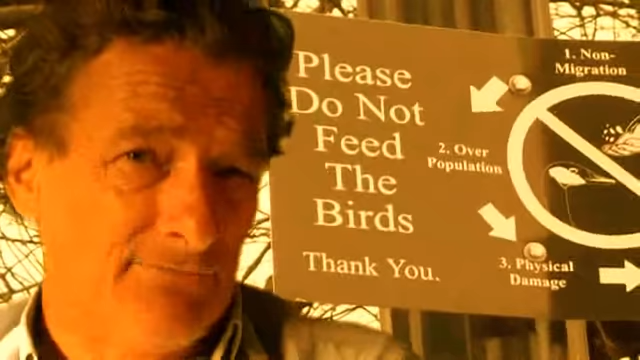 Please
Do Not
Feed
The
Birds
Thank You.
1. Non-
Migration
2. Over
Population
3. Physical
Damage